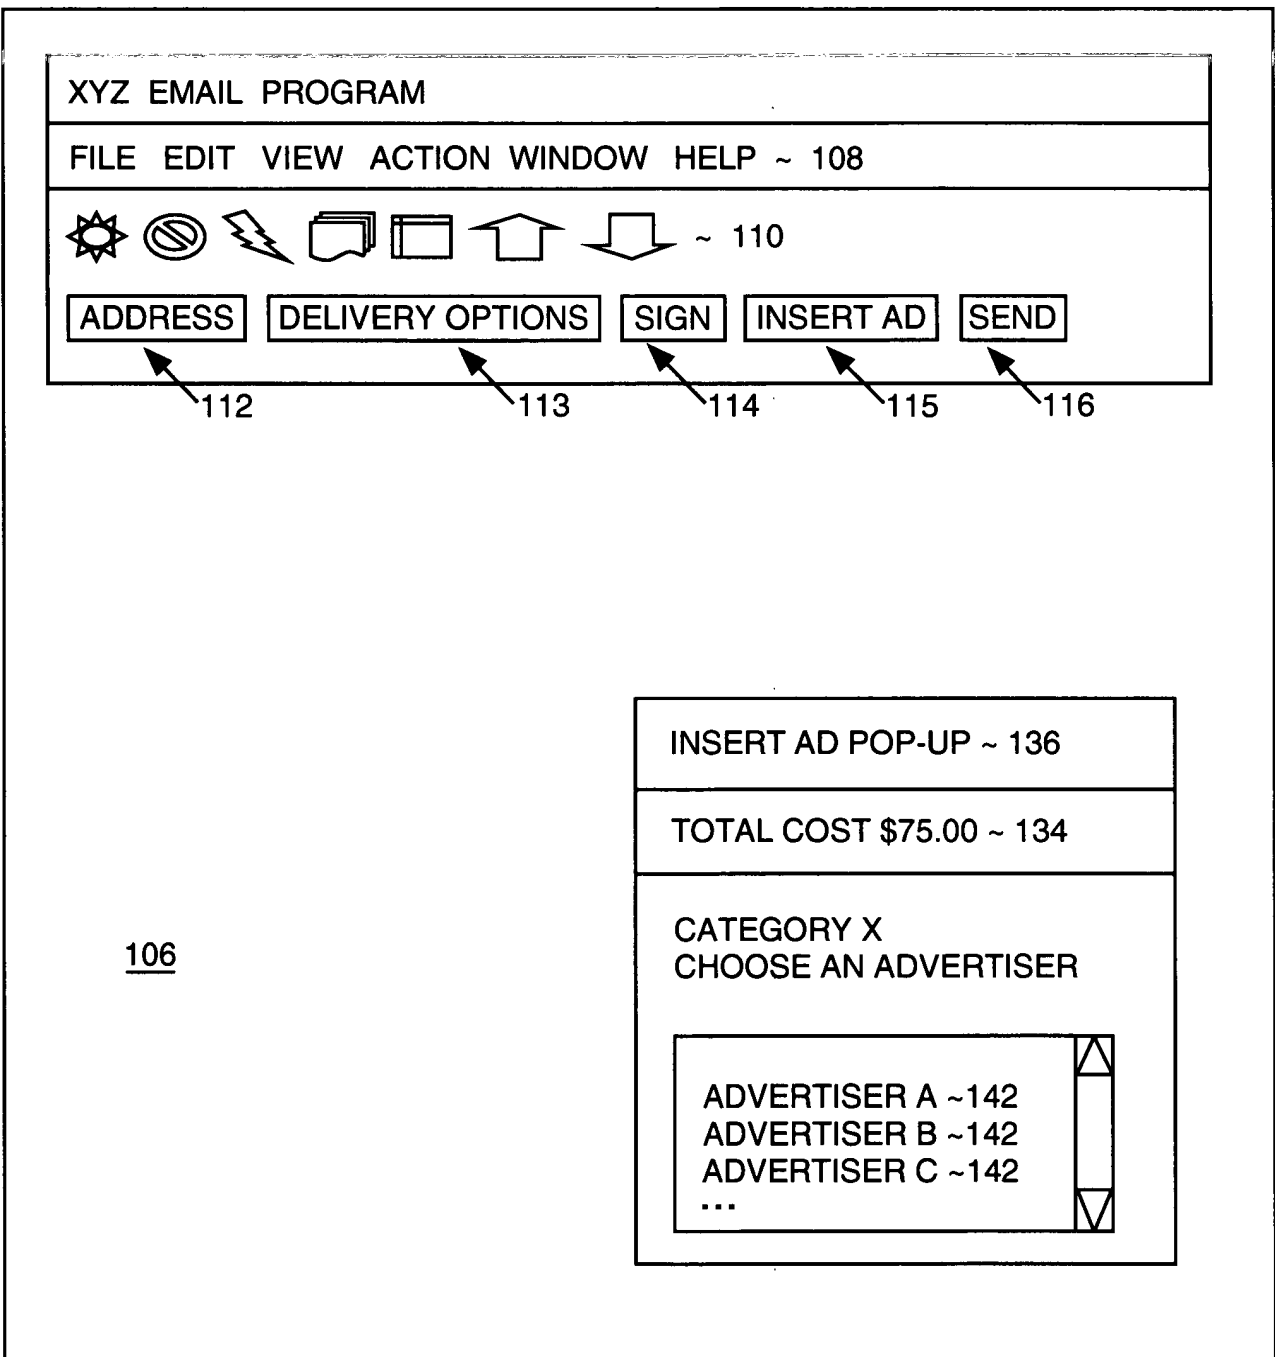 XYZ EMAIL PROGRAM
FILE EDIT VIEW ACTION WINDOW HELP ~ 108
~ 110
ADDRESS DELIVERY OPTIONS SIGN INSERT AD SEND
112 113 114 115 116
INSERT AD POP-UP ~ 136
TOTAL COST $75.00 ~ 134
CATEGORY X
106
CHOOSE AN ADVERTISER
ADVERTISER A ~142
ADVERTISER B ~142
ADVERTISER C ~142
...